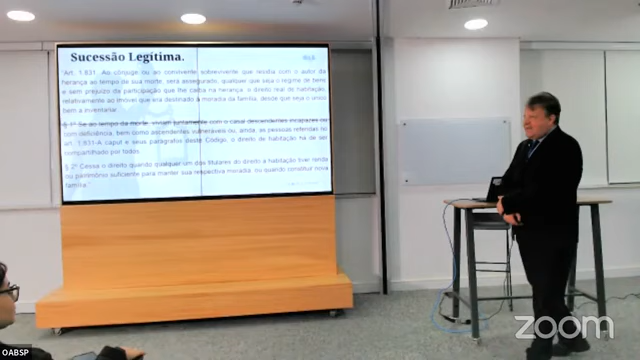 Sucessão Legítima.
"Art. 1.831. Ao cônjuge ou ao convivente sobrevivente que residia com o autor da
herança ao tempo de sua morte, será assegurado, qualquer que seja o regime de bens
e sem prejuízo da participação que lhe caiba na herança, o direito real de habitação,
relativamente ao imóvel que era destinado à moradia da família, desde que seja o único
bem a inventariar.
§ 1º Se ao tempo da morte, viviam juntamente com o casal descendentes incapazes ou
com deficiência, bem como ascendentes vulneráveis ou, ainda, as pessoas referidas no
art. 1.831-A caput e seus parágrafos deste Código, o direito de habitação há de ser
compartilhado por todos.
§ 2º Cessa o direito quando qualquer um dos titulares do direito à habitação tiver renda
ou patrimônio suficiente para manter sua respectiva moradia, ou quando constituir nova
família."
OABSP
zoom